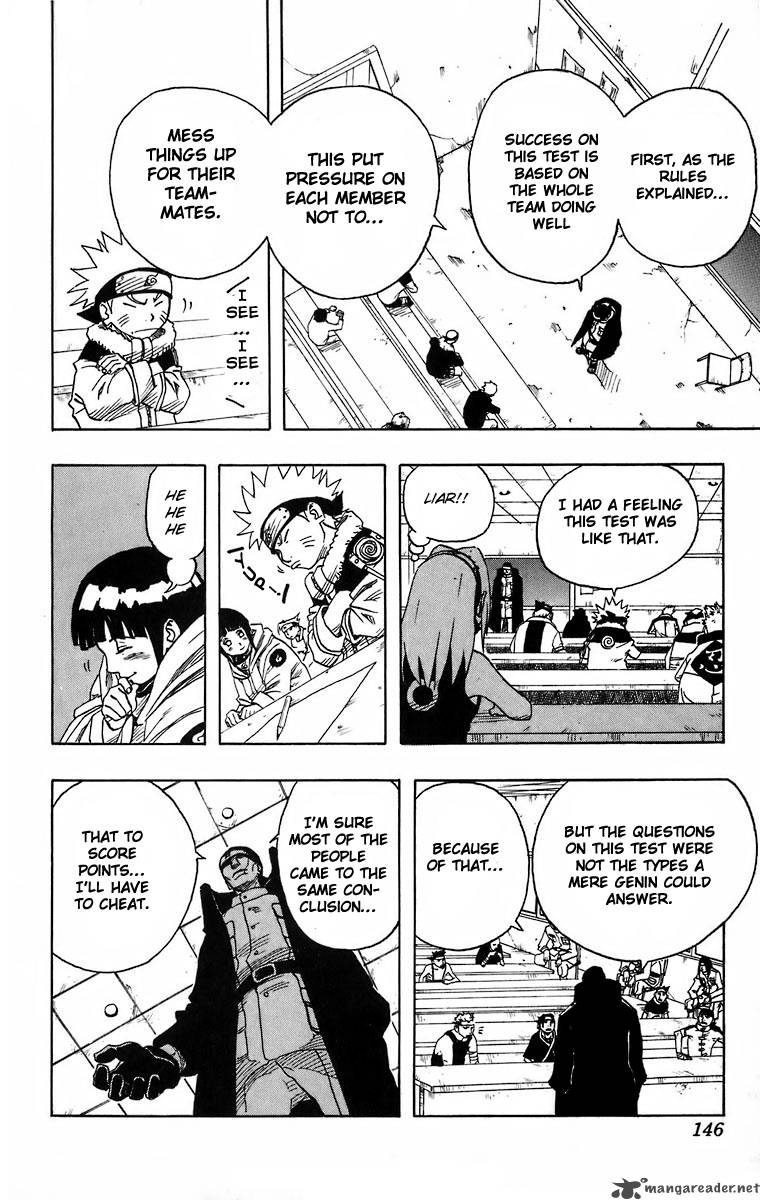 FIRST, AS THE
RULES
EXPLAINED...
SUCCESS ON
THIS TEST IS
BASED ON
THE WHOLE
TEAM DOING
WELL
THIS PUT
PRESSURE ON
EACH MEMBER
NOT TO...
MESS
THINGS UP
FOR THEIR
TEAM-
MATES.
I
SEE
...
I
SEE
...
I HAD A FEELING
THIS TEST WAS
LIKE THAT.
LIAR!!
YUP!
HE
HE
HE
BUT THE QUESTIONS
ON THIS TEST WERE
NOT THE TYPES A
MERE GENIN COULD
ANSWER.
BECAUSE
OF THAT...
I'M SURE
MOST OF THE
PEOPLE
CAME TO
THE SAME CON-
CLUSION...
THAT TO
SCORE
POINTS...
I'LL HAVE
TO CHEAT.
146
mangareader.net